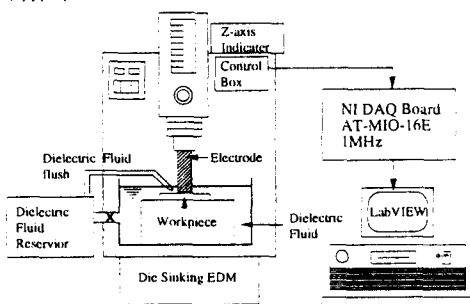 Z-axis
Indicater
Control
Box
NI DAQ Board
AT-MIO-16E
1MHz
Dielectric Fluid
flush
Electrode
LabVIEW
Dielectric
Fluid
Reservior
Workpiece
Dielectric
Fluid
Die Sinking EDM